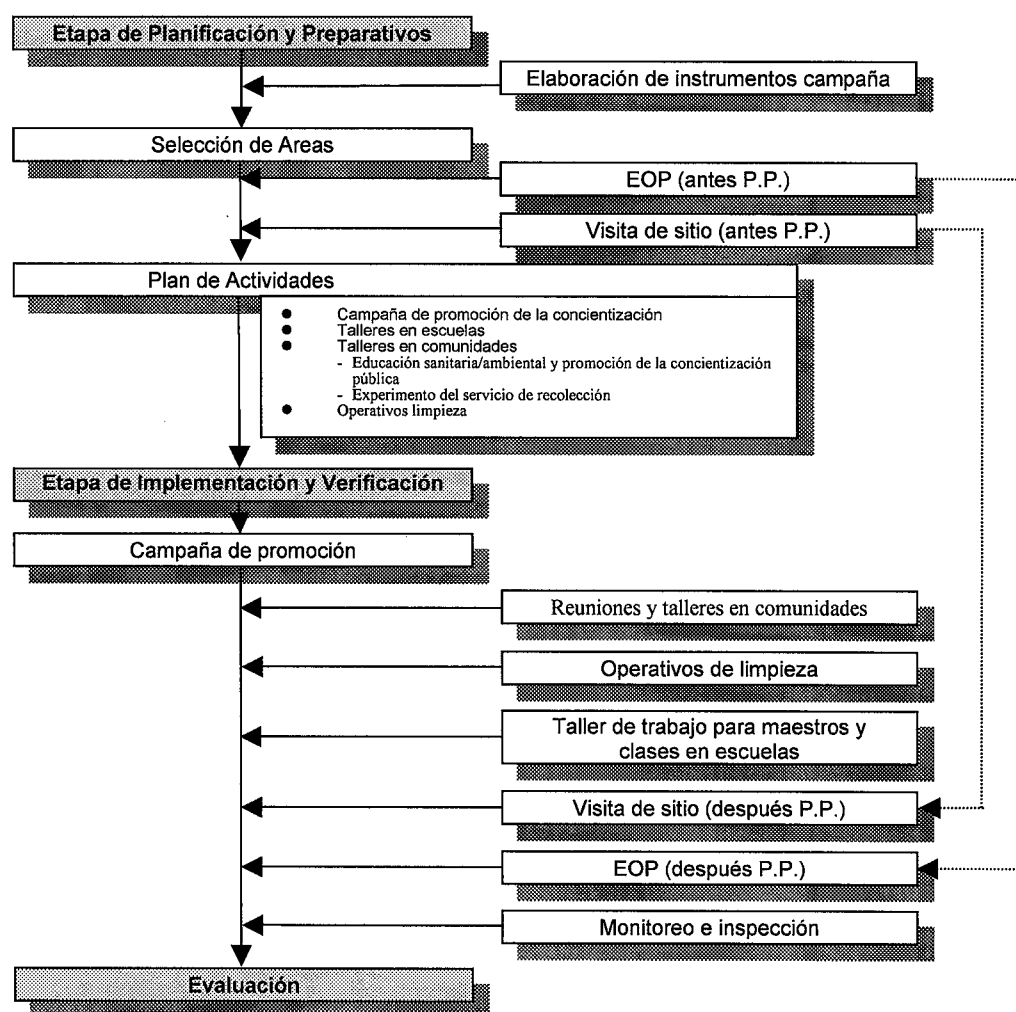 Etapa de Planificación y Preparativos
Elaboración de instrumentos campaña
Selección de Areas
EOP (antes P.P.)
Visita de sitio (antes P.P.)
Plan de Actividades
● Campaña de promoción de la concientización
● Talleres en escuelas
● Talleres en comunidades
- Educación sanitaria/ambiental y promoción de la concientización
pública
- Experimento del servicio de recolección
● Operativos limpieza
Etapa de Implementación y Verificación
Campaña de promoción
Reuniones y talleres en comunidades
Operativos de limpieza
Taller de trabajo para maestros y
clases en escuelas
Visita de sitio (después P.P.)
EOP (después P.P.)
Monitoreo e inspección
Evaluación